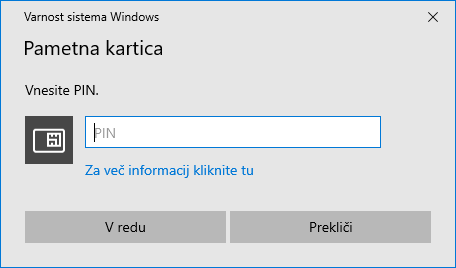 Varnost sistema Windows
Pametna kartica
Vnesite PIN.
PIN
Za več informacij kliknite tu
V redu
Prekliči